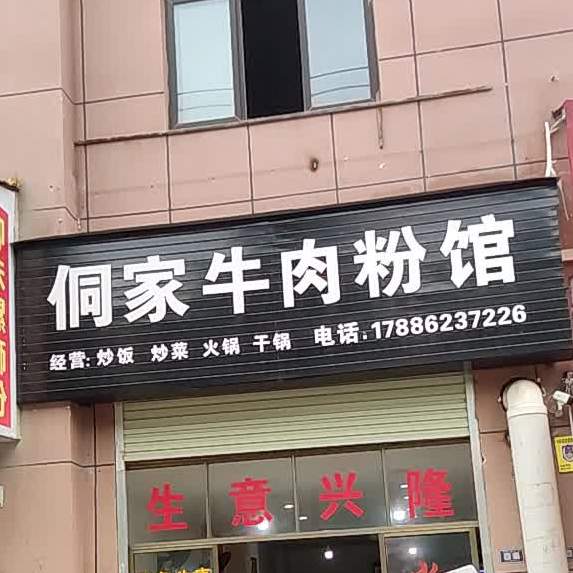 侗家牛肉粉馆
经营: 炒饭 炒菜 火锅 干锅 电话:17886237226
生意兴隆